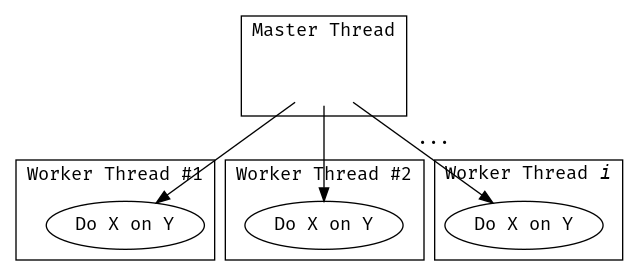 Master Thread
...
Worker Thread #1
Worker Thread #2
Worker Thread i
Do X on Y
Do X on Y
Do X on Y